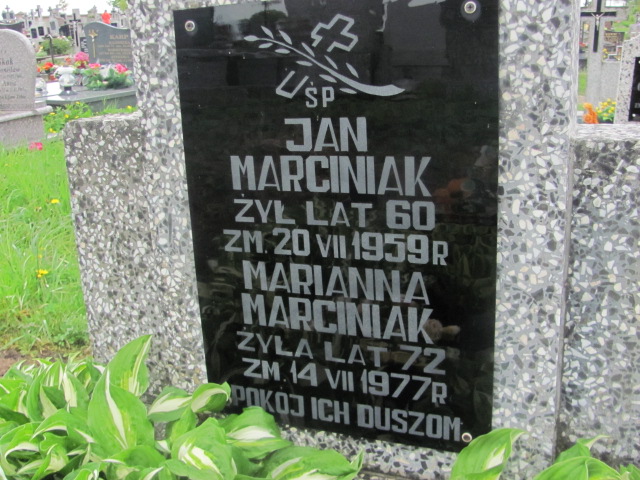 ŚP
JAN
MARCINIAK
ŻYŁ LAT 60
ZM. 20 VII 1959 R
MARIANNA
MARCINIAK
ŻYŁA LAT 72
ZM. 14 VII 1977 R.
POKÓJ ICH DUSZOM